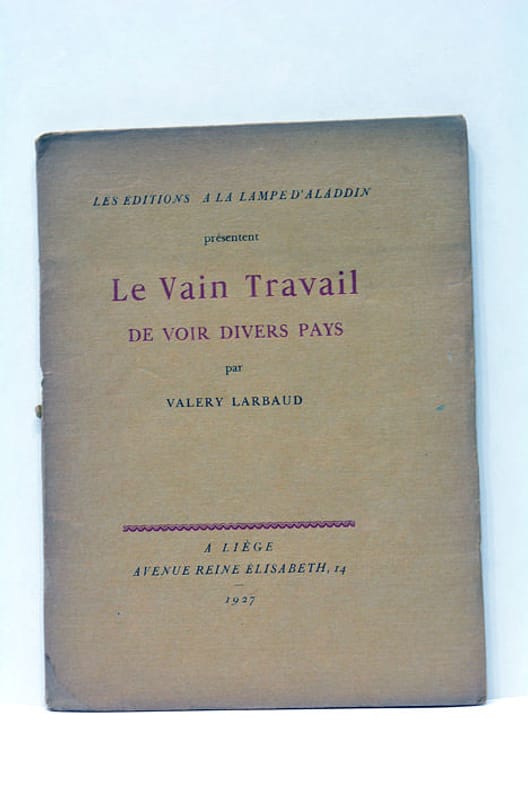 LES EDITIONS A LA LAMPE D'ALADDIN
présentent
Le Vain Travail
DE VOIR DIVERS PAYS
par
VALERY LARBAUD
A LIÈGE
AVENUE REINE ÉLISABETH, 14
1927